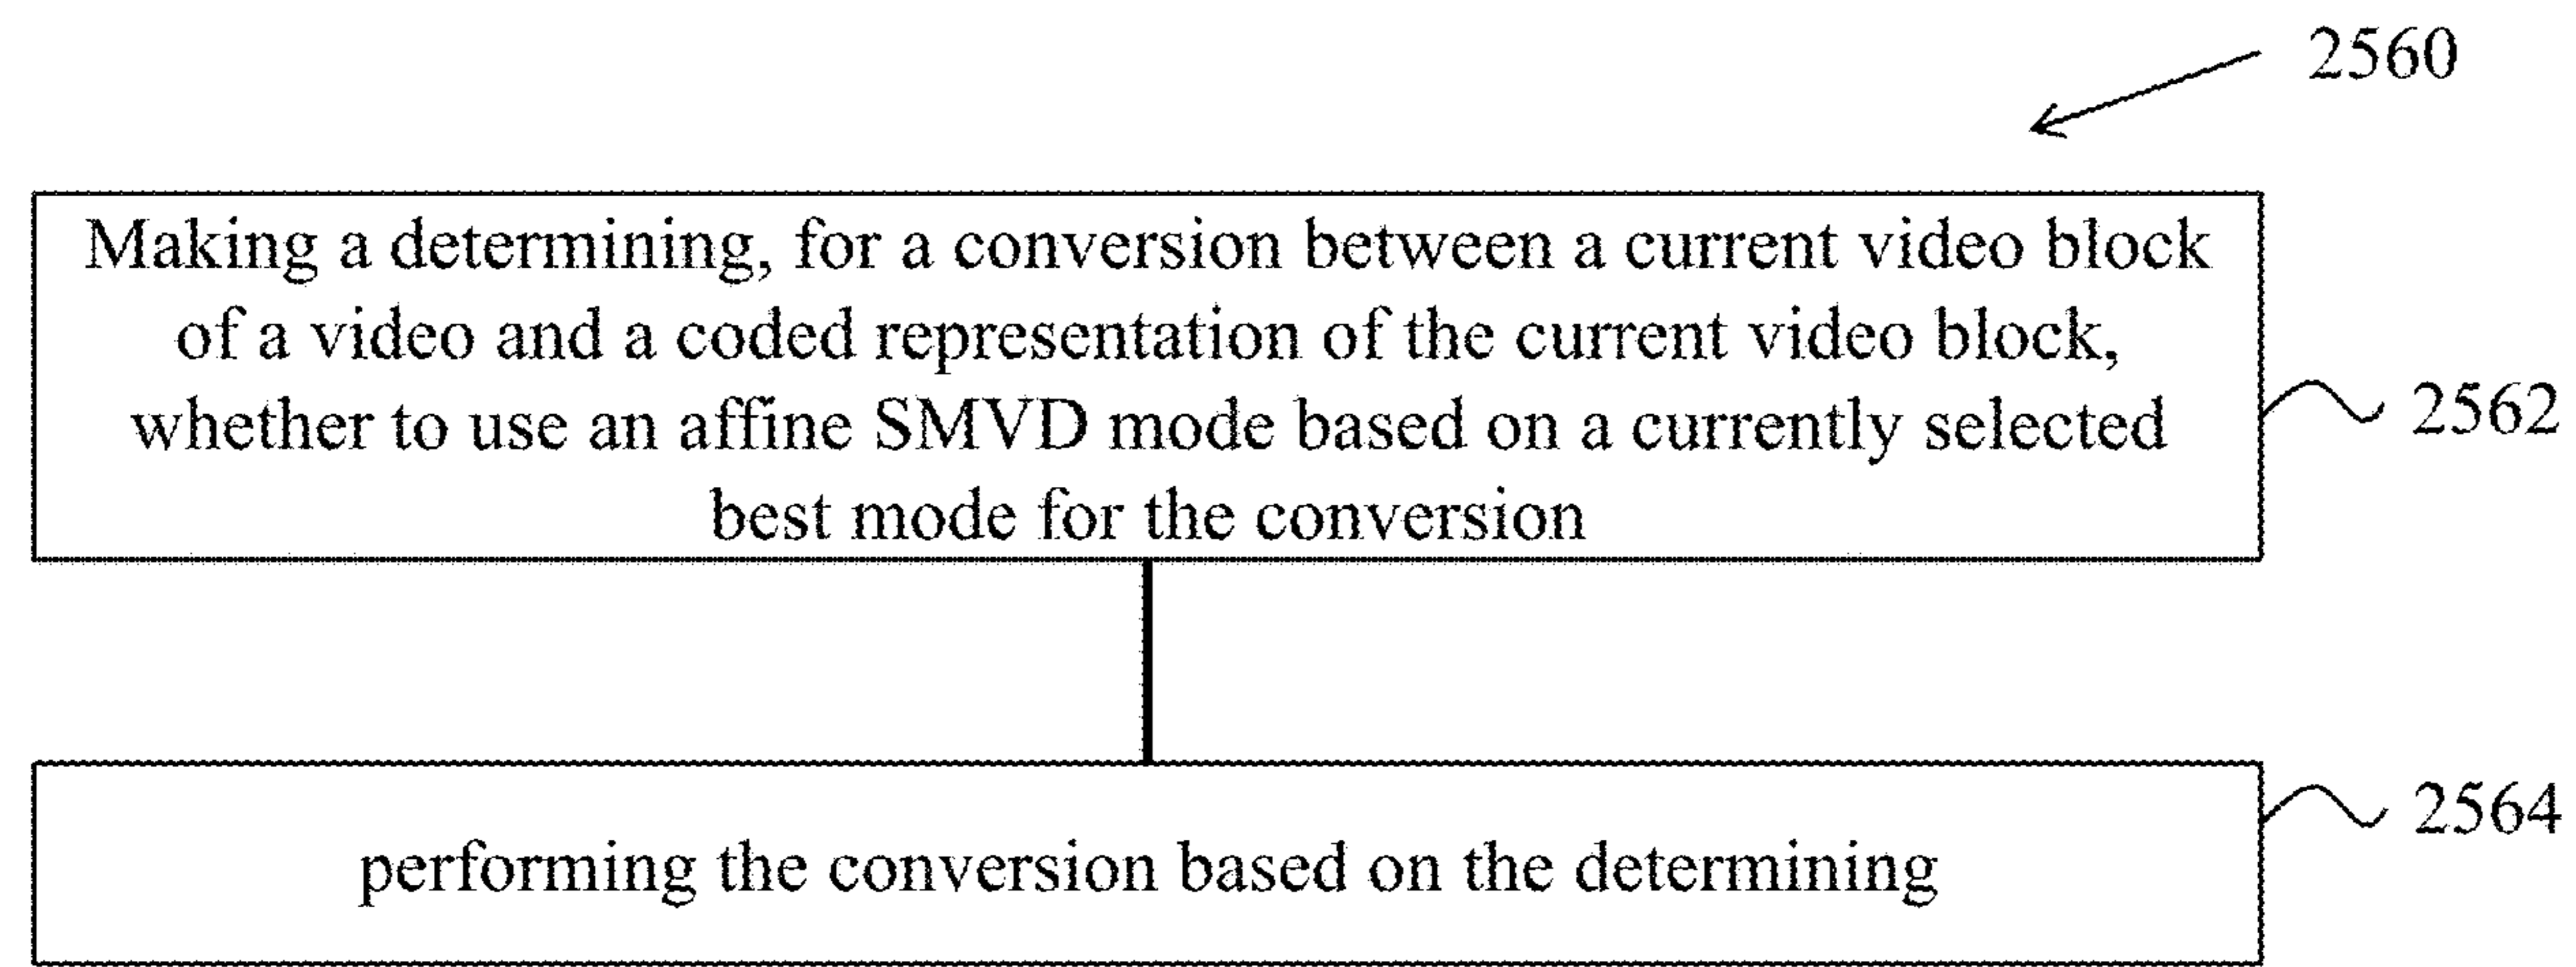 2560
Making a determining, for a conversion between a current video block
of a video and a coded representation of the current video block,
whether to use an affine SMVD mode based on a currently selected
best mode for the conversion
2562
performing the conversion based on the determining
2564